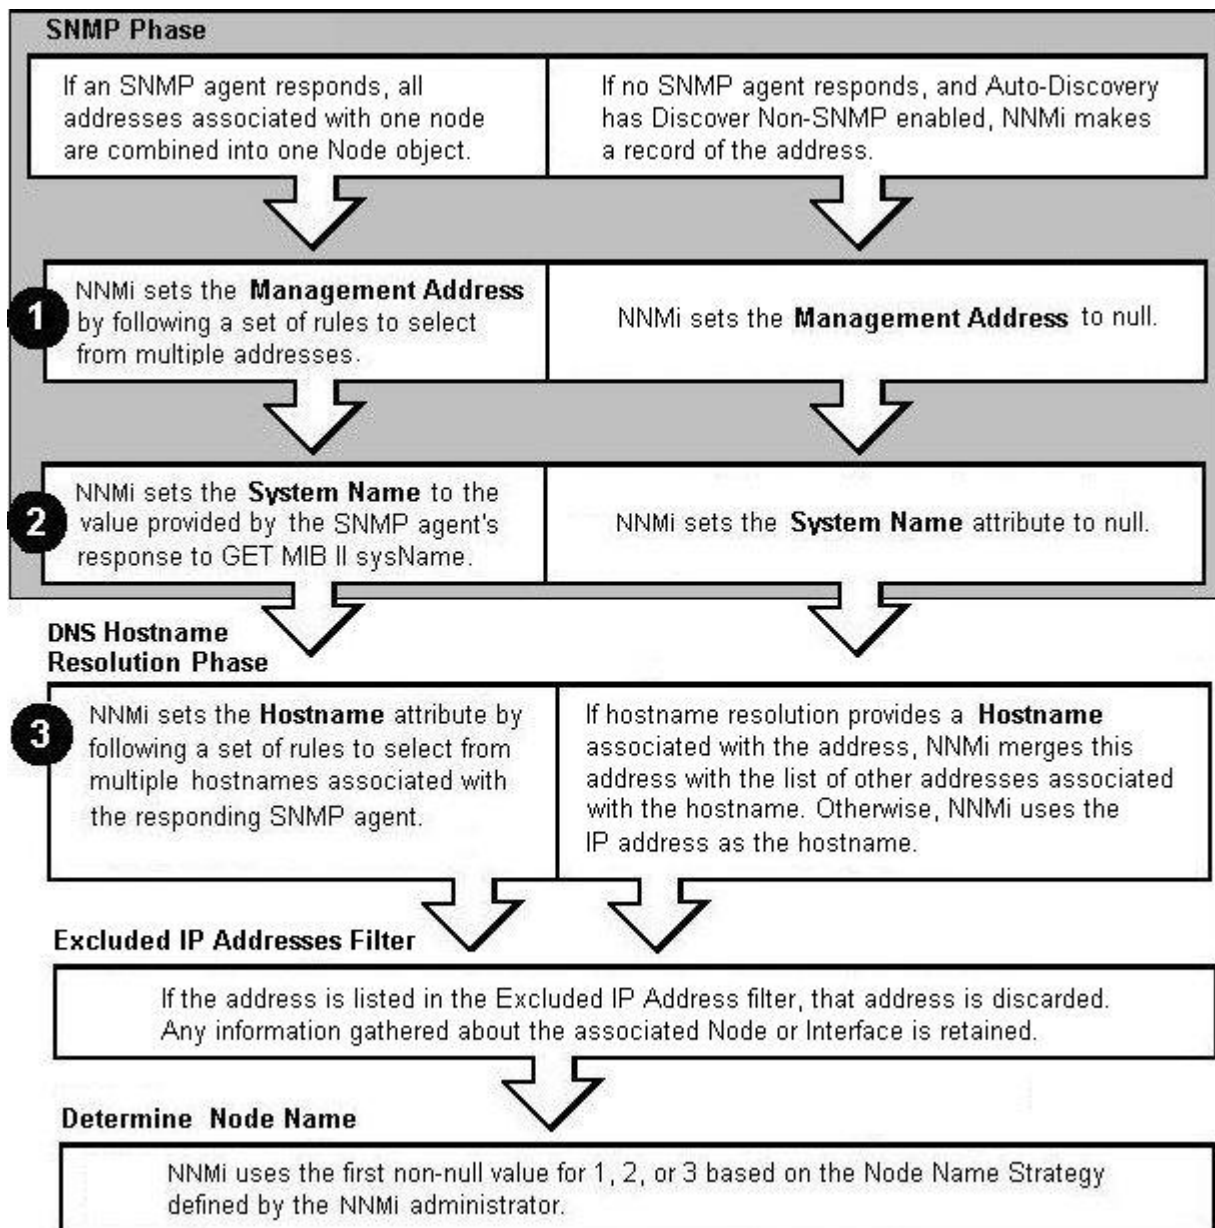 SNMP Phase
If an SNMP agent responds, all
addresses associated with one node
are combined into one Node object.
If no SNMP agent responds, and Auto-Discovery
has Discover Non-SNMP enabled, NNMi makes
a record of the address.
1
NNMi sets the Management Address
by following a set of rules to select
from multiple addresses.
NNMi sets the Management Address to null.
2
NNMi sets the System Name to the
value provided by the SNMP agent's
response to GET MIB II sysName.
NNMi sets the System Name attribute to null.
DNS Hostname
Resolution Phase
3
NNMi sets the Hostname attribute by
following a set of rules to select from
multiple hostnames associated with
the responding SNMP agent.
If hostname resolution provides a Hostname
associated with the address, NNMi merges this
address with the list of other addresses associated
with the hostname. Otherwise, NNMi uses the
IP address as the hostname.
Excluded IP Addresses Filter
If the address is listed in the Excluded IP Address filter, that address is discarded.
Any information gathered about the associated Node or Interface is retained.
Determine Node Name
NNMi uses the first non-null value for 1, 2, or 3 based on the Node Name Strategy
defined by the NNMi administrator.